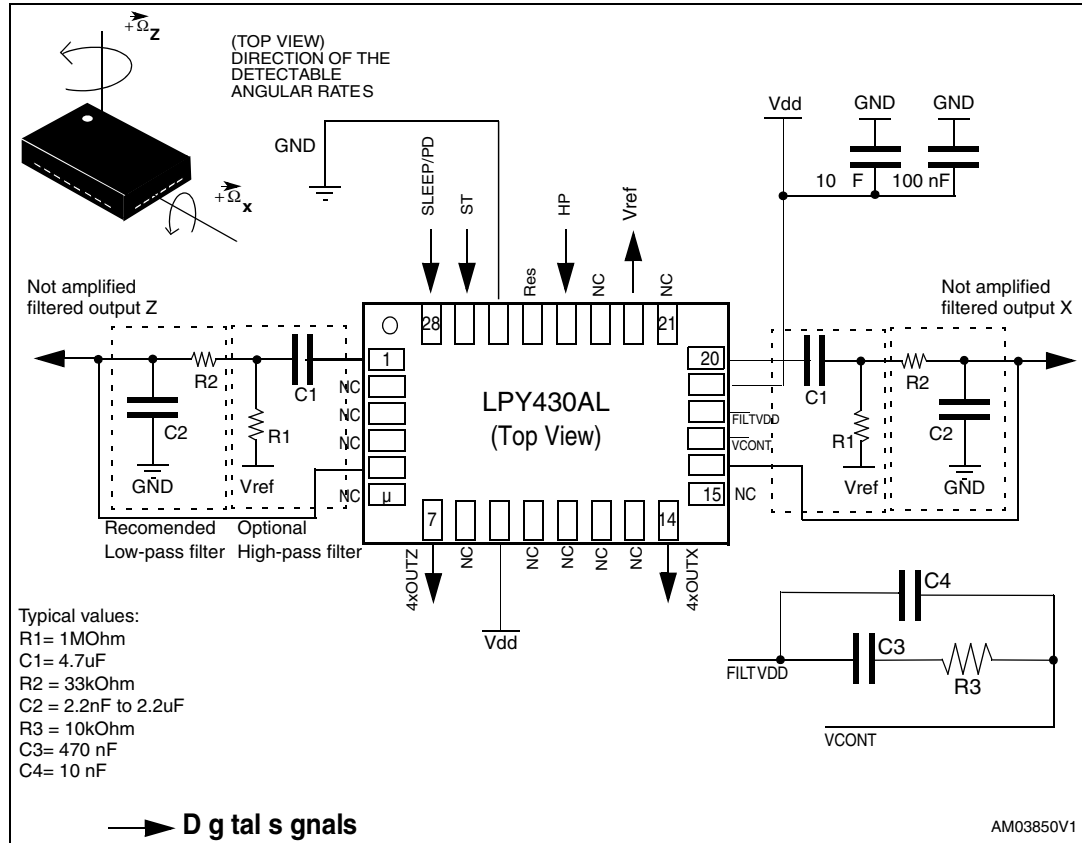 +Ω Z
(TOP VIEW)
DIRECTION OF THE
DETECTABLE
ANGULAR RATES
+Ω x
GND
SLEEP/PD
ST
Res
HP
NC
Vref
NC
Vdd
GND
GND
10 F
100 nF
Not amplified
filtered output Z
Not amplified
filtered output X
28
21
1
20
NC
NC
NC
NC
µ
LPY430AL
(Top View)
FILTVDD
VCONT
15
NC
7
14
R2
C1
C2
R1
GND
Vref
Recomended
Low-pass filter
Optional
High-pass filter
C1
R2
R1
C2
Vref
GND
4xOUTZ
NC
Vdd
NC
NC
NC
NC
4xOUTX
Typical values:
R1= 1MOhm
C1= 4.7uF
R2 = 33kOhm
C2 = 2.2nF to 2.2uF
R3 = 10kOhm
C3= 470 nF
C4= 10 nF
C4
C3
R3
FILTVDD
VCONT
D g tal s gnals
AM03850V1